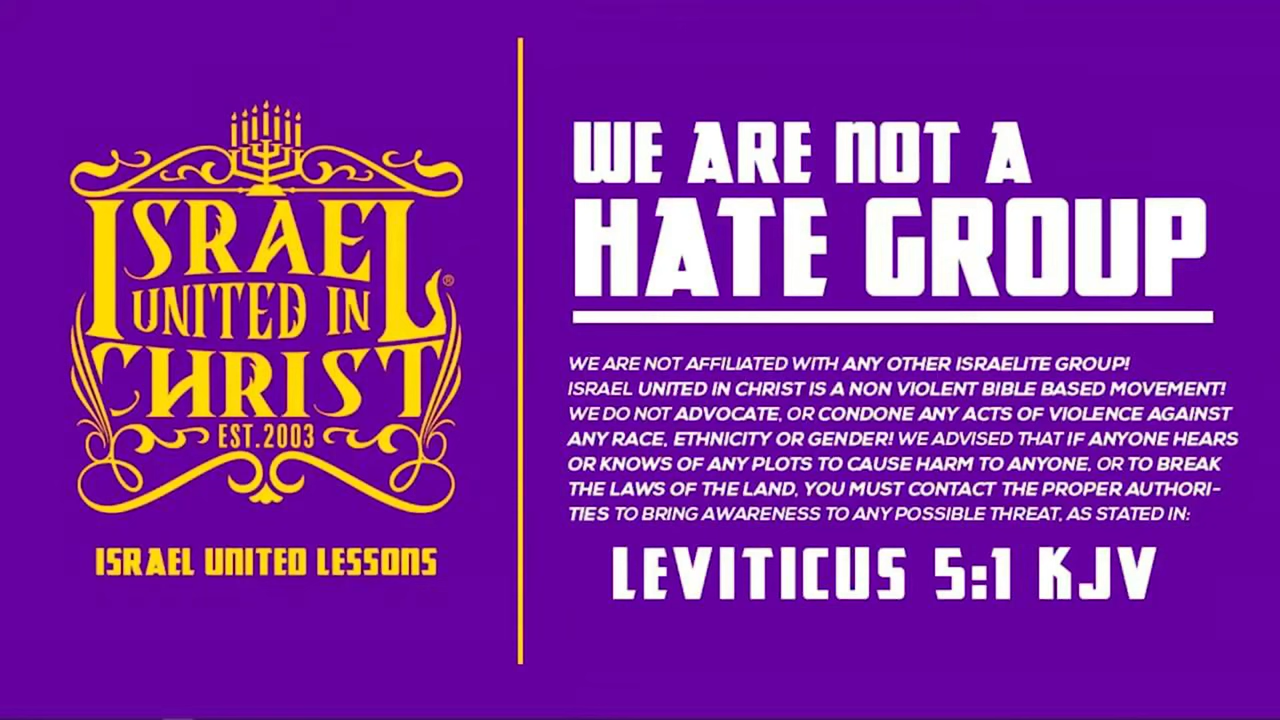 ISRAEL
UNITED IN
CHRIST
®
EST.2003
ISRAEL UNITED LESSONS
WE ARE NOT A
HATE GROUP
WE ARE NOT AFFILIATED WITH ANY OTHER ISRAELITE GROUP!
ISRAEL UNITED IN CHRIST IS A NON VIOLENT BIBLE BASED MOVEMENT!
WE DO NOT ADVOCATE, OR CONDONE ANY ACTS OF VIOLENCE AGAINST
ANY RACE, ETHNICITY OR GENDER! WE ADVISED THAT IF ANYONE HEARS
OR KNOWS OF ANY PLOTS TO CAUSE HARM TO ANYONE, OR TO BREAK
THE LAWS OF THE LAND, YOU MUST CONTACT THE PROPER AUTHORI-
TIES TO BRING AWARENESS TO ANY POSSIBLE THREAT, AS STATED IN:
LEVITICUS 5:1 KJV